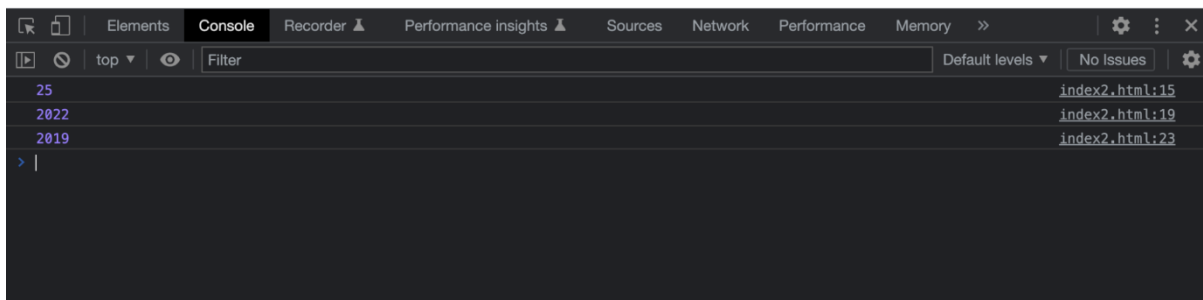 Elements Console Recorder Performance insights Sources Network Performance Memory »
top Filter Default levels No Issues
25 index2.html:15
2022 index2.html:19
2019 index2.html:23
>